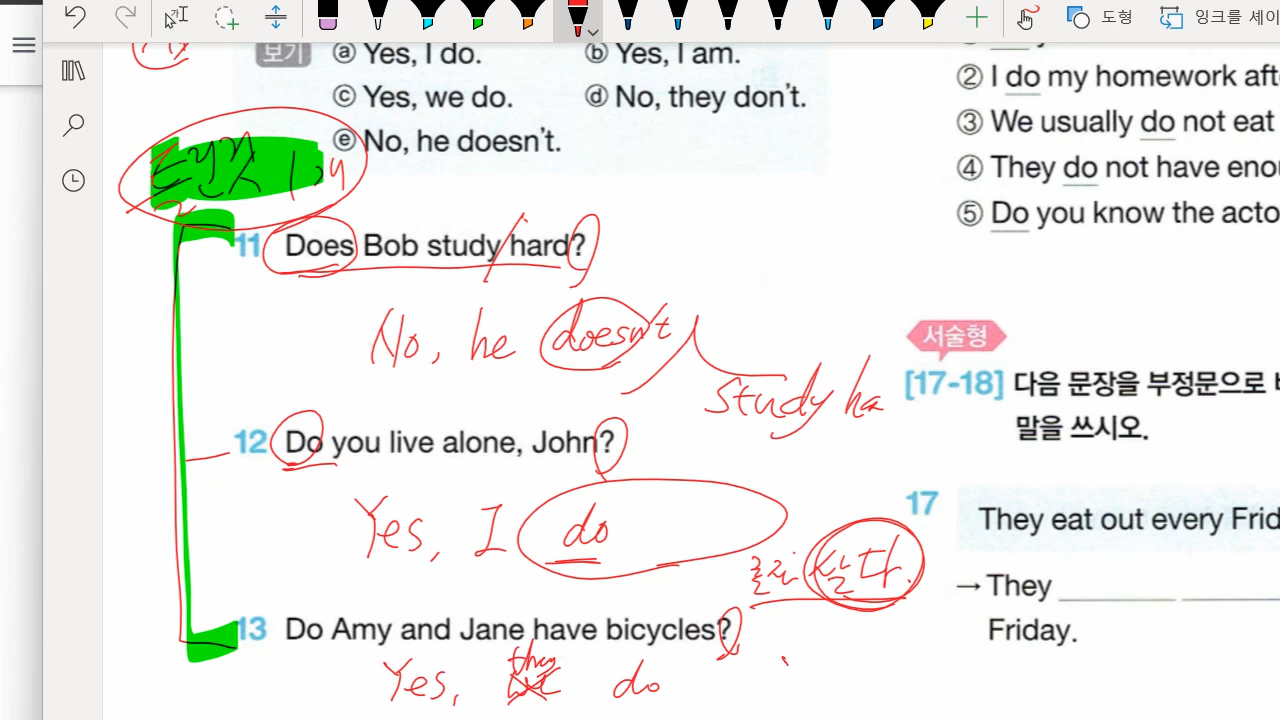 도형
잉크를 셰이
보기
ⓐ Yes, I do.
ⓑ Yes, I am.
ⓒ Yes, we do.
ⓓ No, they don't.
ⓔ No, he doesn't.
11 Does Bob study hard?
No, he doesn't
study ha
12 Do you live alone, John?
Yes, I do
살다.
13 Do Amy and Jane have bicycles?
Yes, they do
② I do my homework afte
③ We usually do not eat
④ They do not have enou
⑤ Do you know the acto
서술형
[17-18] 다음 문장을 부정문으로
말을 쓰시오.
17
They eat out every Frid
→ They
Friday.